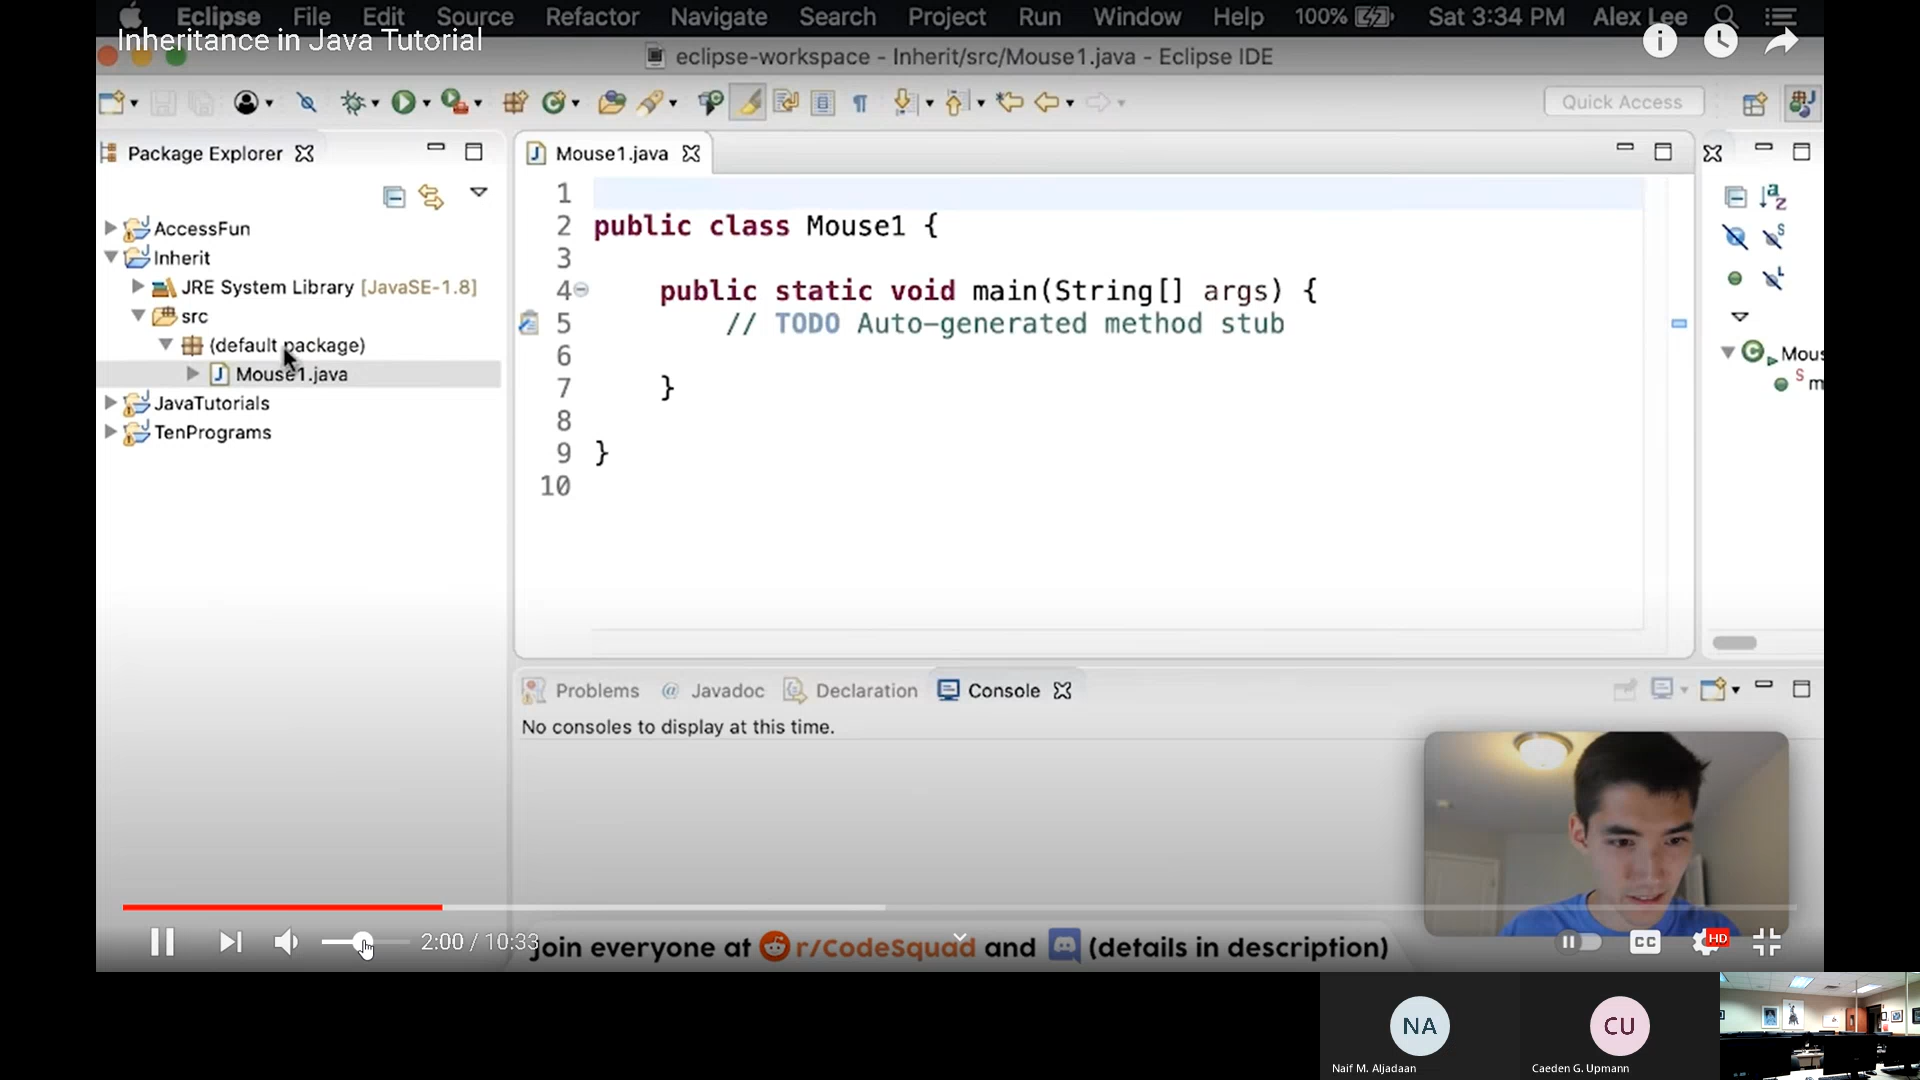 Eclipse File Edit Source Refactor Navigate Search Project Run Window Help 100% Sat 3:34 PM Alex Lee
Inheritance in Java Tutorial
eclipse-workspace - Inherit/src/Mouse1.java - Eclipse IDE
Quick Access
Package Explorer
Mouse1.java
AccessFun
Inherit
JRE System Library [JavaSE-1.8]
src
(default package)
Mouse1.java
JavaTutorials
TenPrograms
1
2 public class Mouse1 {
3
4 public static void main(String[] args) {
5 // TODO Auto-generated method stub
6
7 }
8
9 }
10
Mous
m
Problems @ Javadoc Declaration Console
No consoles to display at this time.
2:00 / 10:33
join everyone at r/CodeSquad and (details in description)
CC HD
NA
Naif M. Aljadaan
CU
Caeden G. Upmann